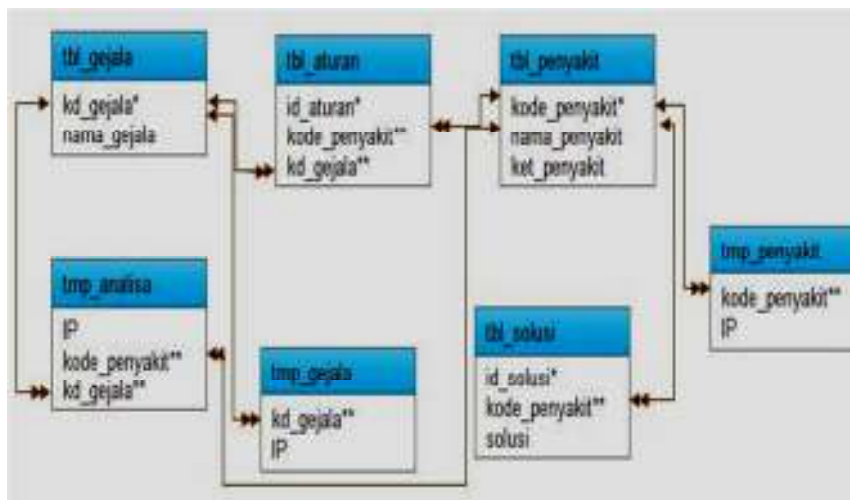 tbl_gejala
kd_gejala*
nama_gejala
tbl_aturan
id_aturan*
kode_penyakit**
kd_gejala**
tbl_penyakit
kode_penyakit*
nama_penyakit
ket_penyakit
tmp_analisa
IP
kode_penyakit**
kd_gejala**
tmp_gejala
kd_gejala**
IP
tbl_solusi
id_solusi*
kode_penyakit**
solusi
tmp_penyakit
kode_penyakit**
IP